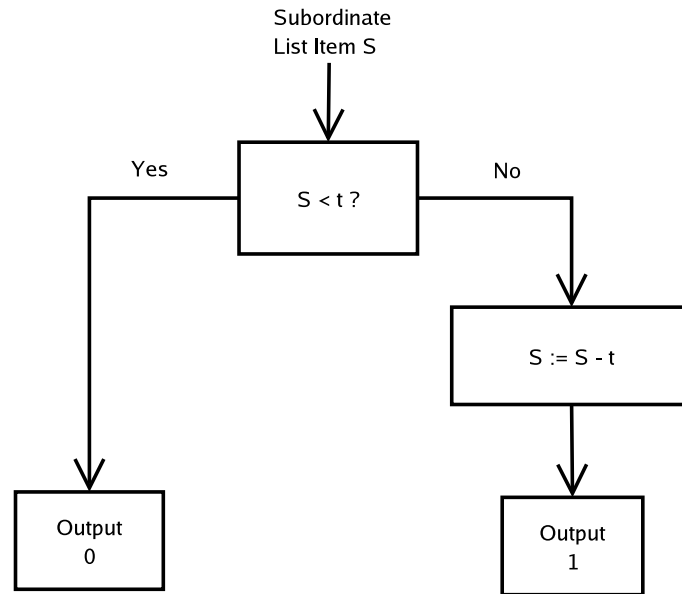 Subordinate
List Item S
Yes
No
S < t ?
S := S - t
Output
0
Output
1